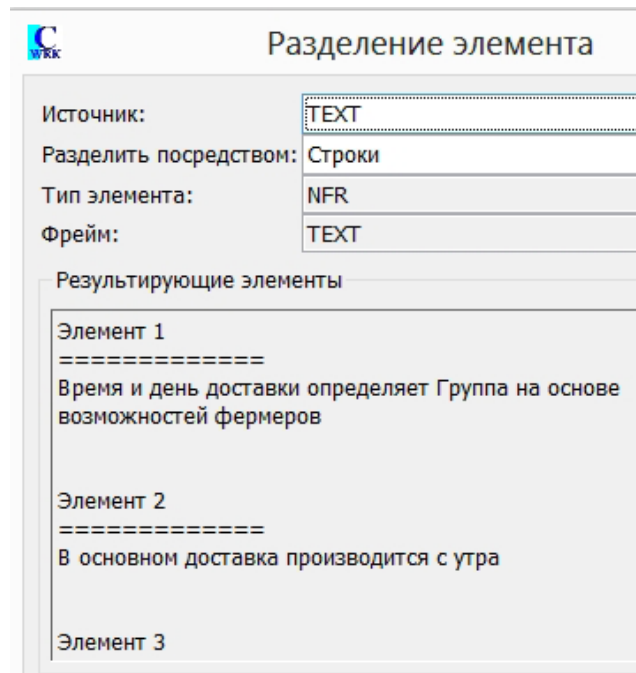 C
WRK
Разделение элемента
Источник: TEXT
Разделить посредством: Строки
Тип элемента: NFR
Фрейм: TEXT
Результирующие элементы
Элемент 1
=============
Время и день доставки определяет Группа на основе
возможностей фермеров
Элемент 2
=============
В основном доставка производится с утра
Элемент 3